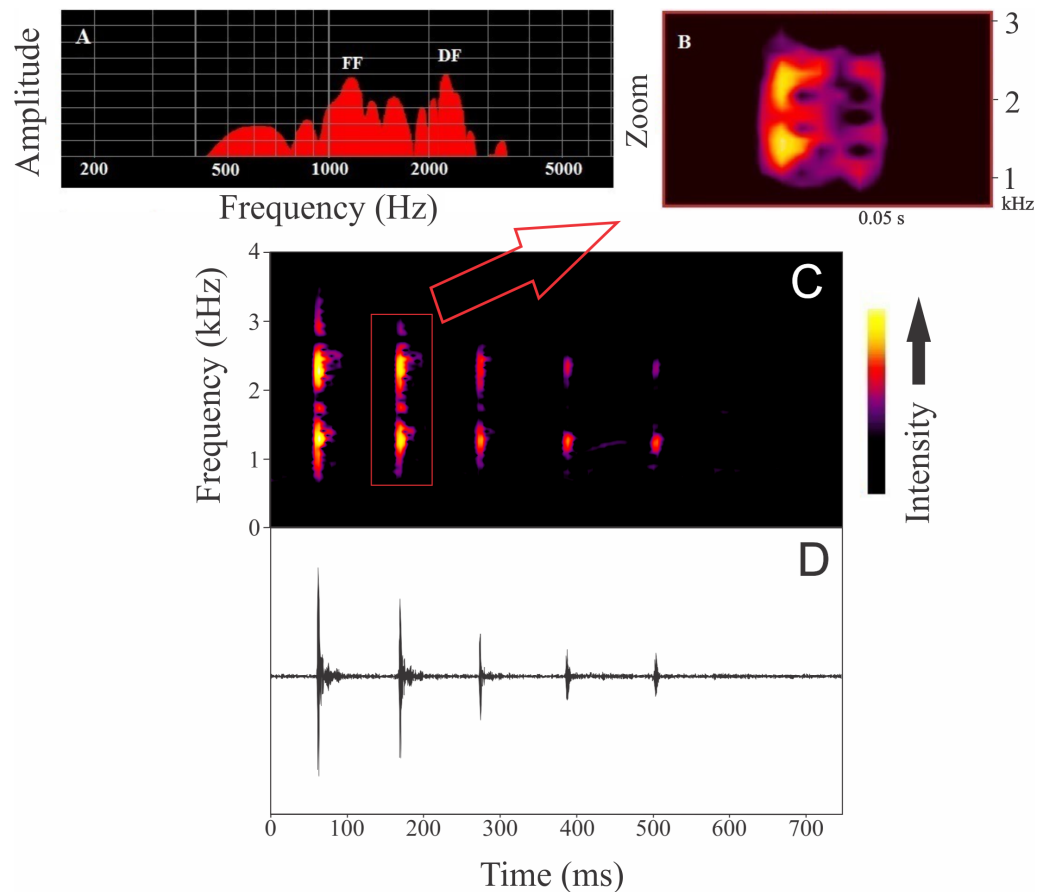 Amplitude
A
FF
DF
200
500
1000
2000
5000
Frequency (Hz)
Zoom
B
3
2
1
kHz
0.05 s
Frequency (kHz)
4
3
2
1
0
C
Intensity
D
0
100
200
300
400
500
600
700
Time (ms)